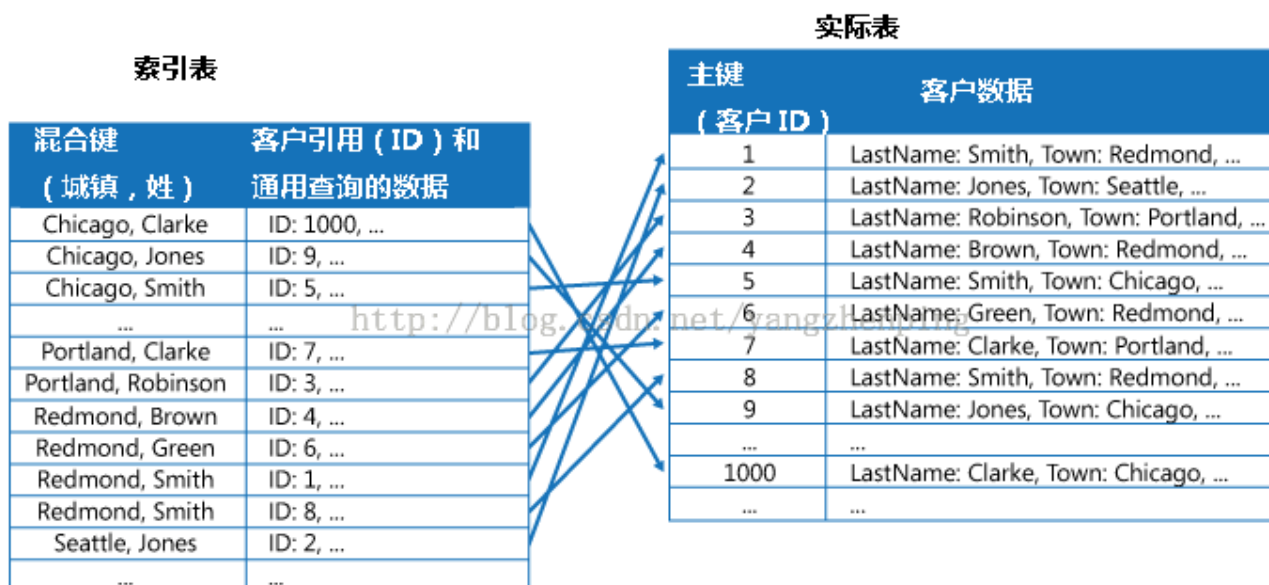 实际表
索引表
主键
（客户 ID）
客户数据
混合键
（城镇，姓）
客户引用（ID）和
通用查询的数据
Chicago, Clarke ID: 1000, ...
Chicago, Jones ID: 9, ...
Chicago, Smith ID: 5, ...
... ...
Portland, Clarke ID: 7, ...
Portland, Robinson ID: 3, ...
Redmond, Brown ID: 4, ...
Redmond, Green ID: 6, ...
Redmond, Smith ID: 1, ...
Redmond, Smith ID: 8, ...
Seattle, Jones ID: 2, ...
... ...
1 LastName: Smith, Town: Redmond, ...
2 LastName: Jones, Town: Seattle, ...
3 LastName: Robinson, Town: Portland, ...
4 LastName: Brown, Town: Redmond, ...
5 LastName: Smith, Town: Chicago, ...
6 LastName: Green, Town: Redmond, ...
7 LastName: Clarke, Town: Portland, ...
8 LastName: Smith, Town: Redmond, ...
9 LastName: Jones, Town: Chicago, ...
... ...
1000 LastName: Clarke, Town: Chicago, ...
... ...
http://blog.csdn.net/yangzhenping